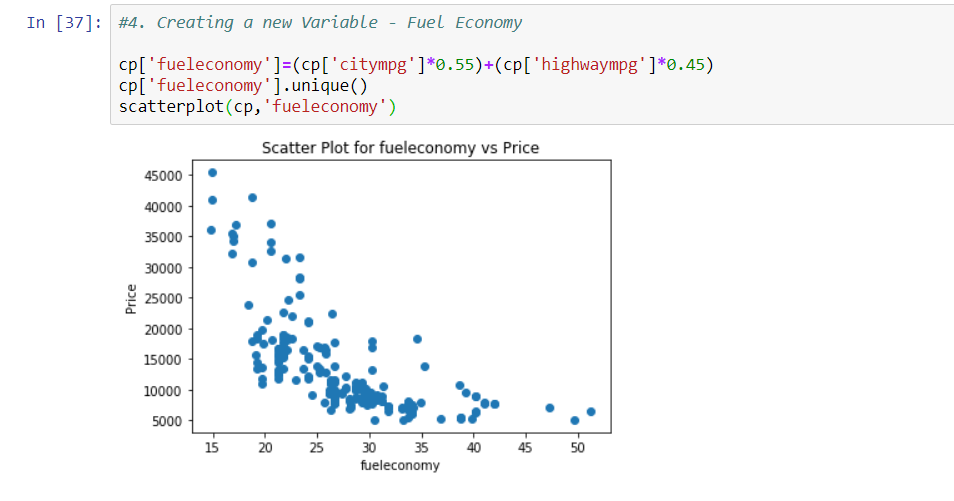 In [37]: #4. Creating a new Variable - Fuel Economy
cp['fueleconomy']=(cp['citympg']*0.55)+(cp['highwaympg']*0.45)
cp['fueleconomy'].unique()
scatterplot(cp,'fueleconomy')
Scatter Plot for fueleconomy vs Price
45000
40000
35000
30000
25000
20000
15000
10000
5000
Price
15 20 25 30 35 40 45 50
fueleconomy